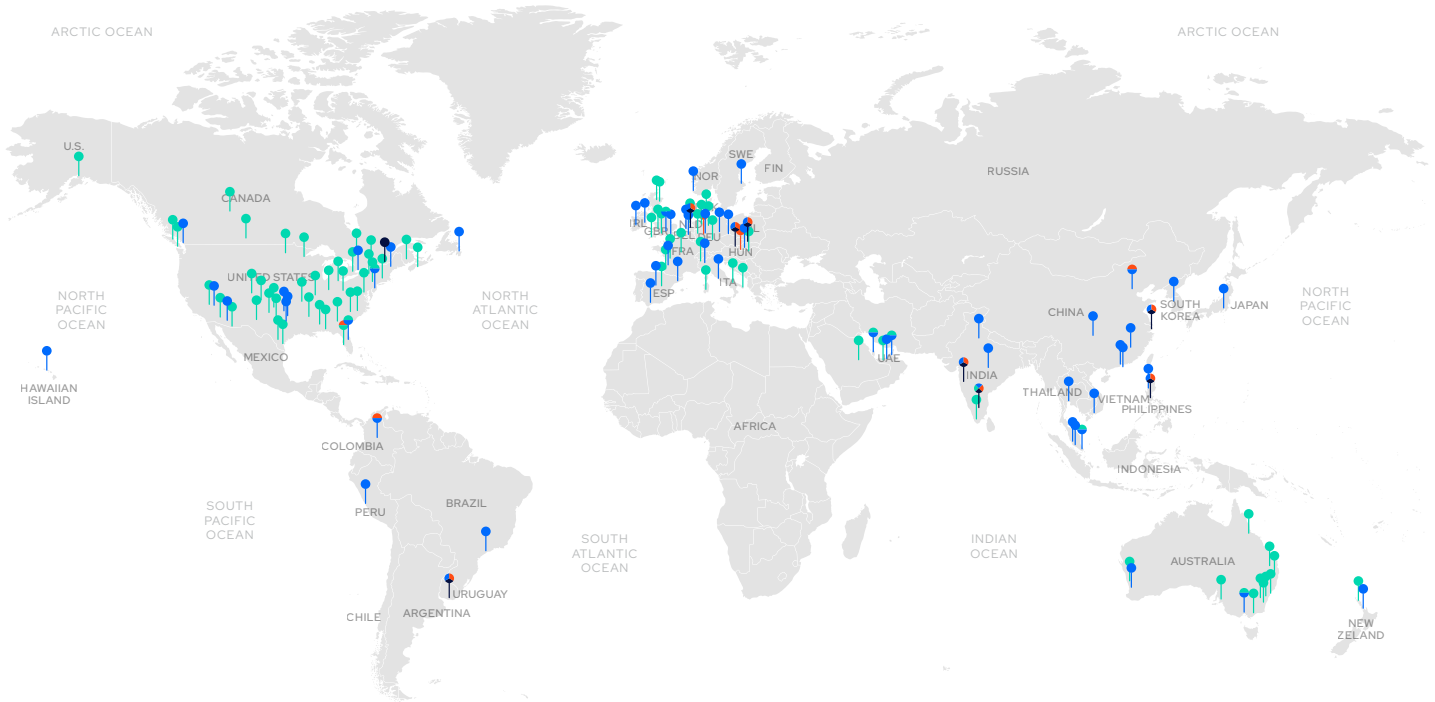 ARCTIC OCEAN
ARCTIC OCEAN
U.S.
SWE
FIN
NOR
RUSSIA
CANADA
IRL
GBR
NLD
BEL
DEU
FRA
HUN
UNITED STATES
ITA
ESP
NORTH
PACIFIC
OCEAN
NORTH
ATLANTIC
OCEAN
CHINA
SOUTH
KOREA
JAPAN
NORTH
PACIFIC
OCEAN
MEXICO
UAE
INDIA
HAWAIIAN
ISLAND
THAILAND
VIETNAM
PHILIPPINES
AFRICA
COLOMBIA
INDONESIA
PERU
BRAZIL
SOUTH
PACIFIC
OCEAN
SOUTH
ATLANTIC
OCEAN
INDIAN
OCEAN
AUSTRALIA
URUGUAY
ARGENTINA
CHILE
NEW
ZELAND